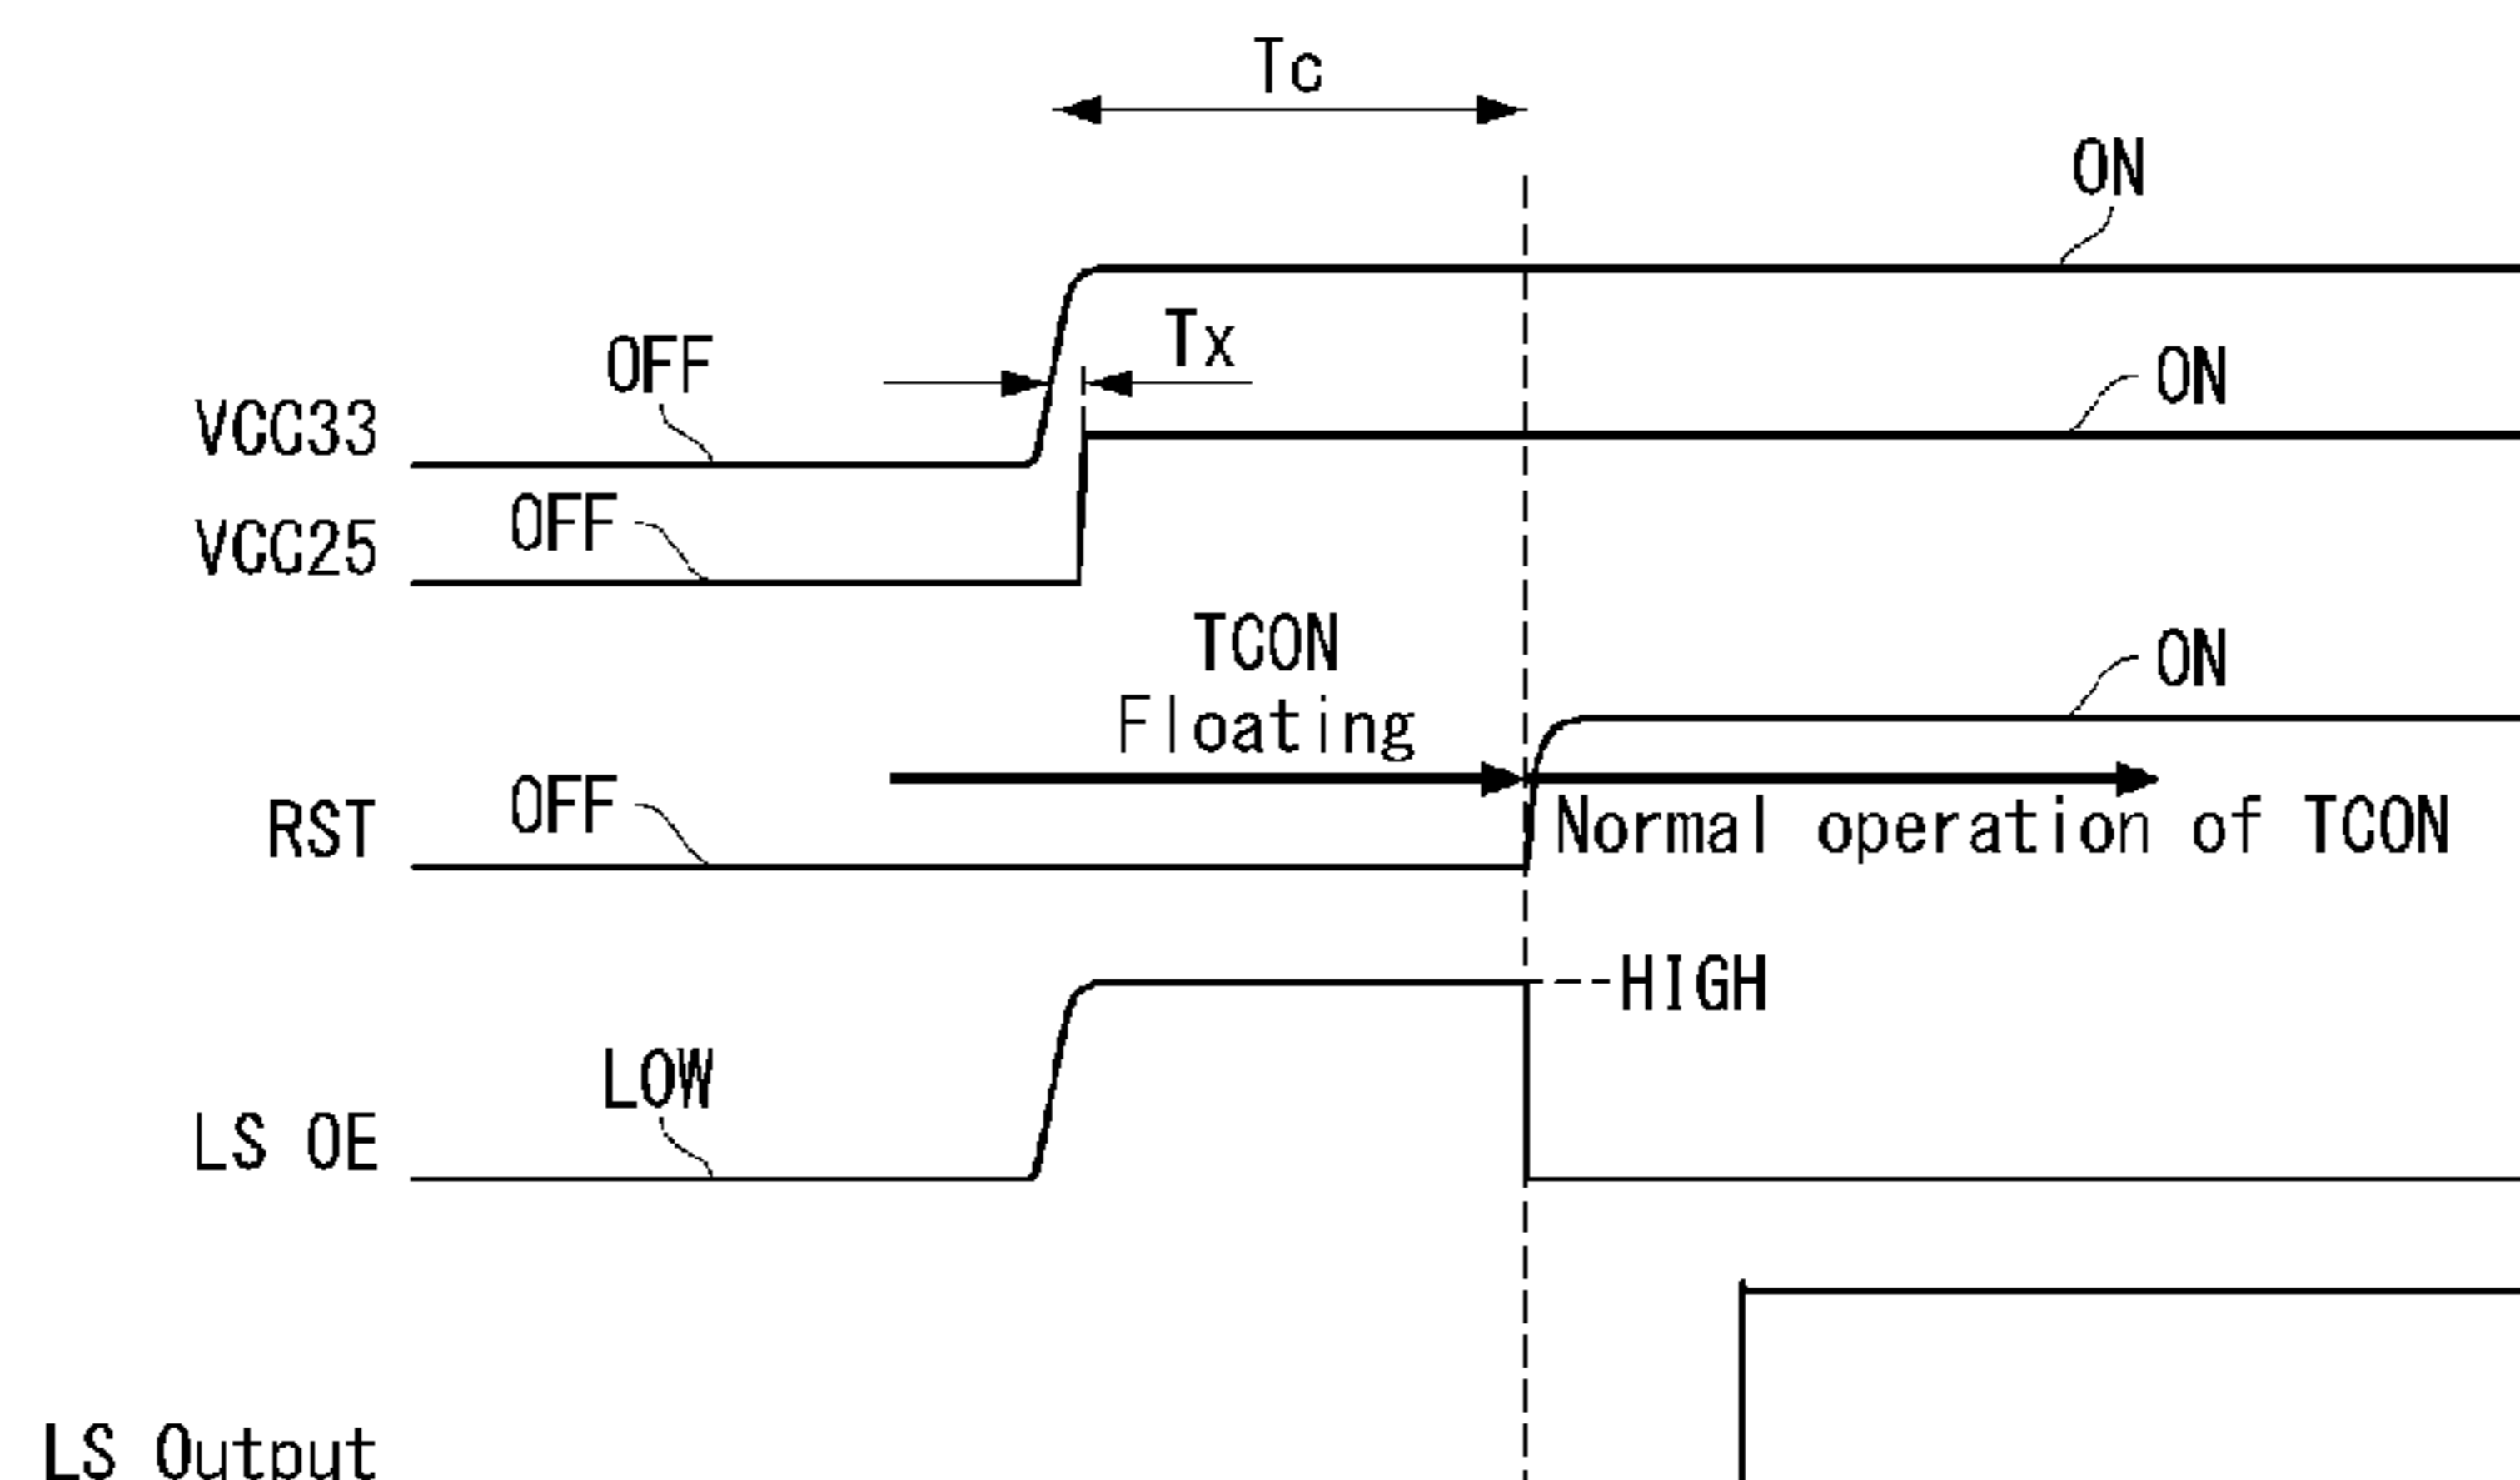 Tc
ON
OFF
Tx
ON
VCC33
OFF
VCC25
TCON
Floating
ON
OFF
RST
Normal operation of TCON
HIGH
LOW
LS OE
LS Output